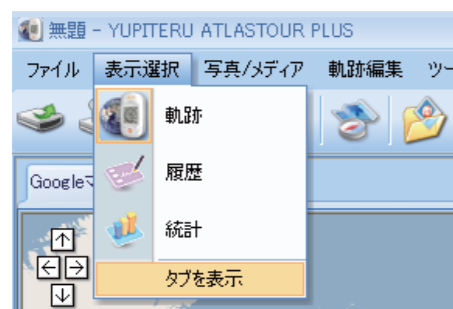 無題 - YUPITERU ATLASTOUR PLUS
ファイル 表示選択 写真/メディア 軌跡編集 ツー
軌跡
履歴
統計
タブを表示
Googleマ